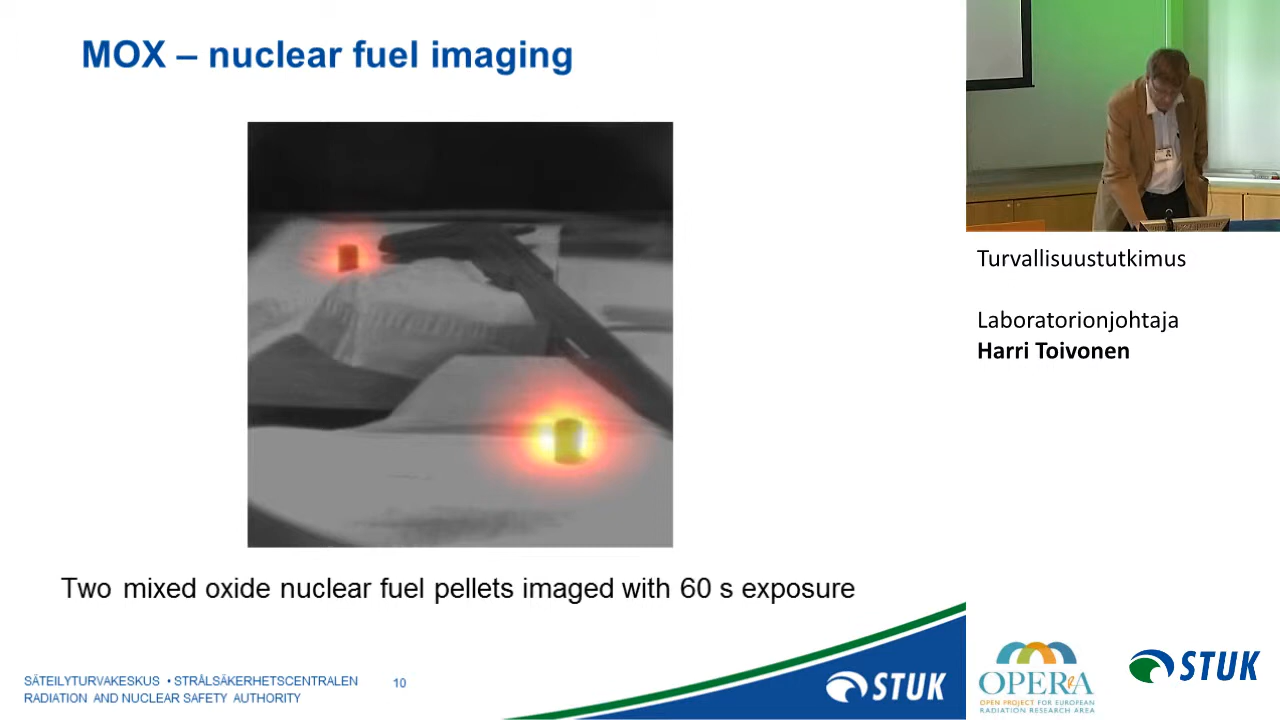 MOX – nuclear fuel imaging
Two mixed oxide nuclear fuel pellets imaged with 60 s exposure
SÄTEILYTURVAKESKUS • STRÅLSÄKERHETSCENTRALEN
RADIATION AND NUCLEAR SAFETY AUTHORITY
10
STUK
Turvallisuustutkimus
Laboratorionjohtaja
Harri Toivonen
OPERA
OPEN PROJECT FOR EUROPEAN
RADIATION RESEARCH AREA
STUK